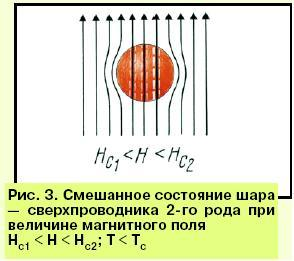 Hc1 < H < Hc2
Рис. 3. Смешанное состояние шара
— сверхпроводника 2-го рода при
величине магнитного поля
Hc1 < H < Hc2; T < Tc